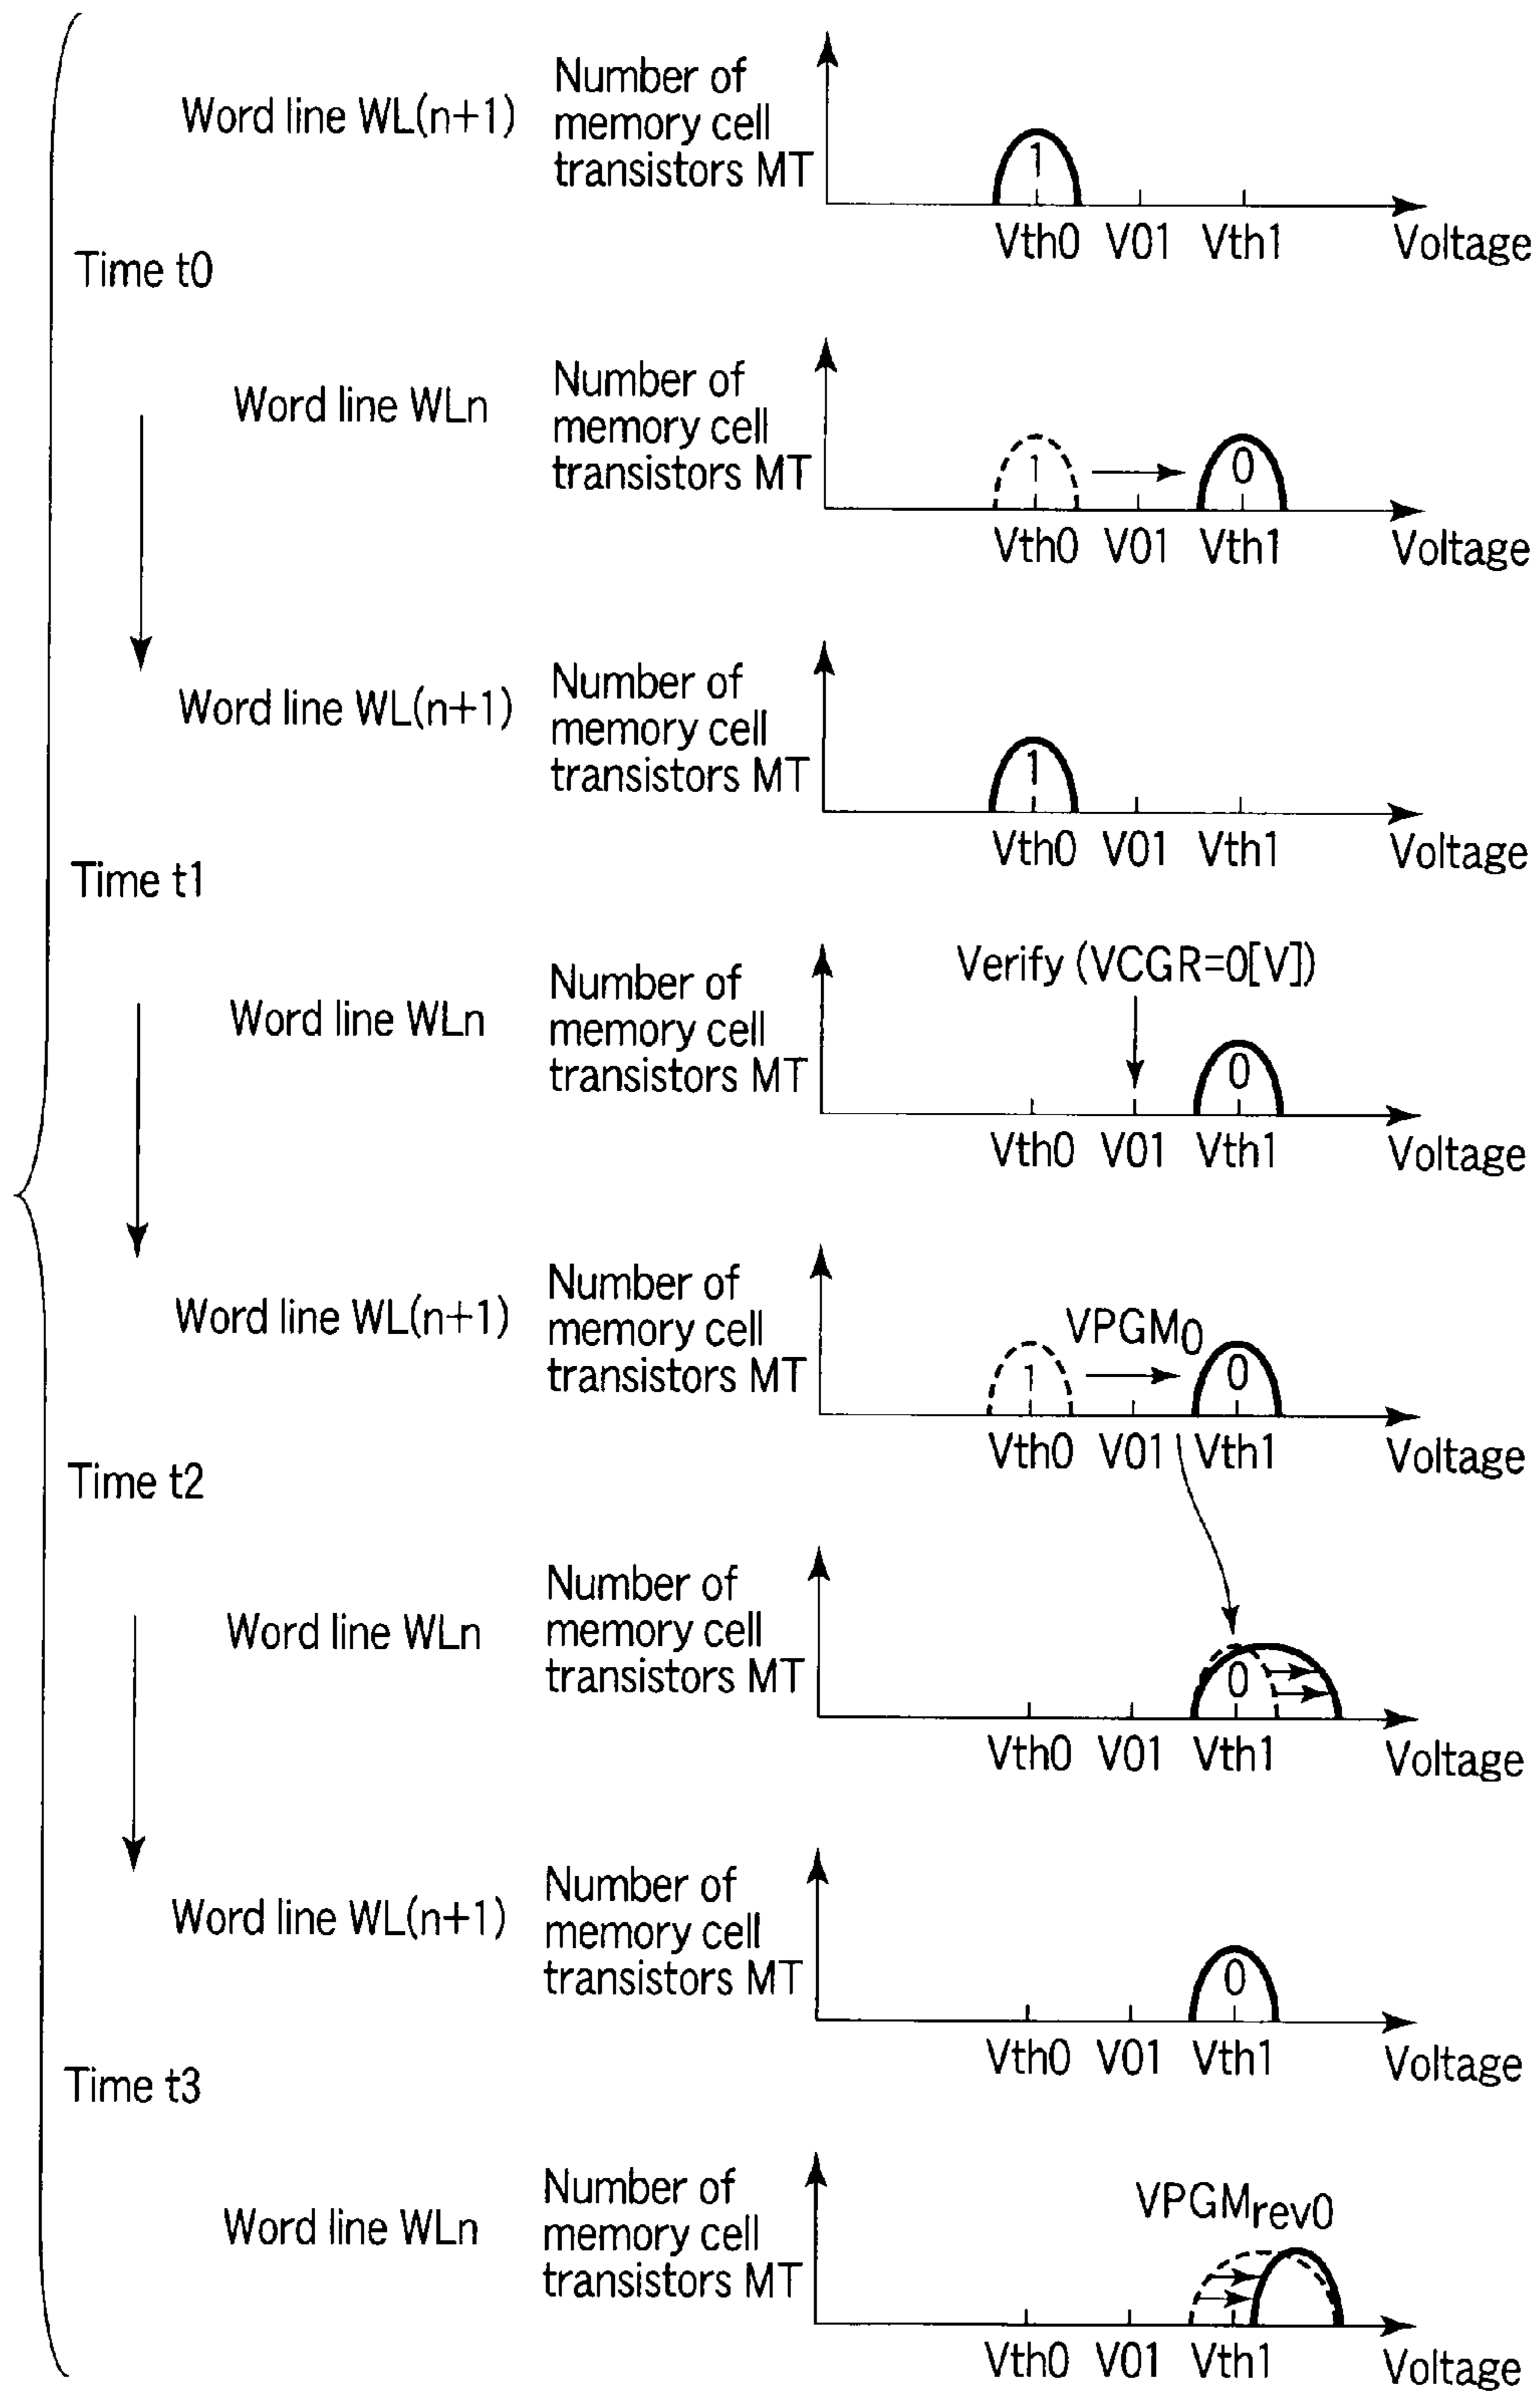 Word line WL(n+1)
Number of
memory cell
transistors MT
1
Vth0 V01 Vth1 Voltage
Time t0
Word line WLn
Number of
memory cell
transistors MT
1 0
Vth0 V01 Vth1 Voltage
Word line WL(n+1)
Number of
memory cell
transistors MT
1
Vth0 V01 Vth1 Voltage
Time t1
Verify (VCGR=0[V])
Word line WLn
Number of
memory cell
transistors MT
0
Vth0 V01 Vth1 Voltage
Word line WL(n+1)
Number of
memory cell
transistors MT
VPGM0
1 0
Vth0 V01 Vth1 Voltage
Time t2
Word line WLn
Number of
memory cell
transistors MT
0
Vth0 V01 Vth1 Voltage
Word line WL(n+1)
Number of
memory cell
transistors MT
0
Vth0 V01 Vth1 Voltage
Time t3
Word line WLn
Number of
memory cell
transistors MT
VPGMrev0
Vth0 V01 Vth1 Voltage